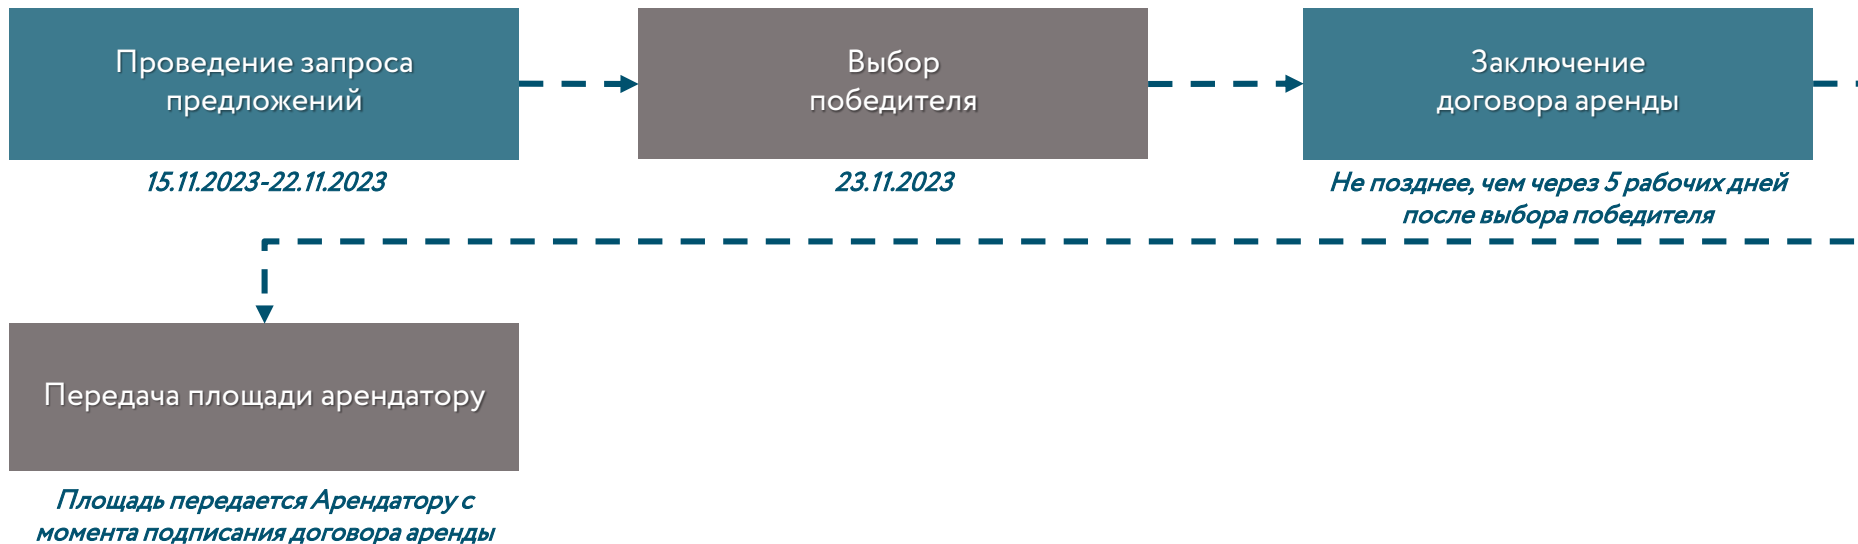 Проведение запроса
предложений
15.11.2023-22.11.2023
Выбор
победителя
23.11.2023
Заключение
договора аренды
Не позднее, чем через 5 рабочих дней
после выбора победителя
Передача площади арендатору
Площадь передается Арендатору с
момента подписания договора аренды